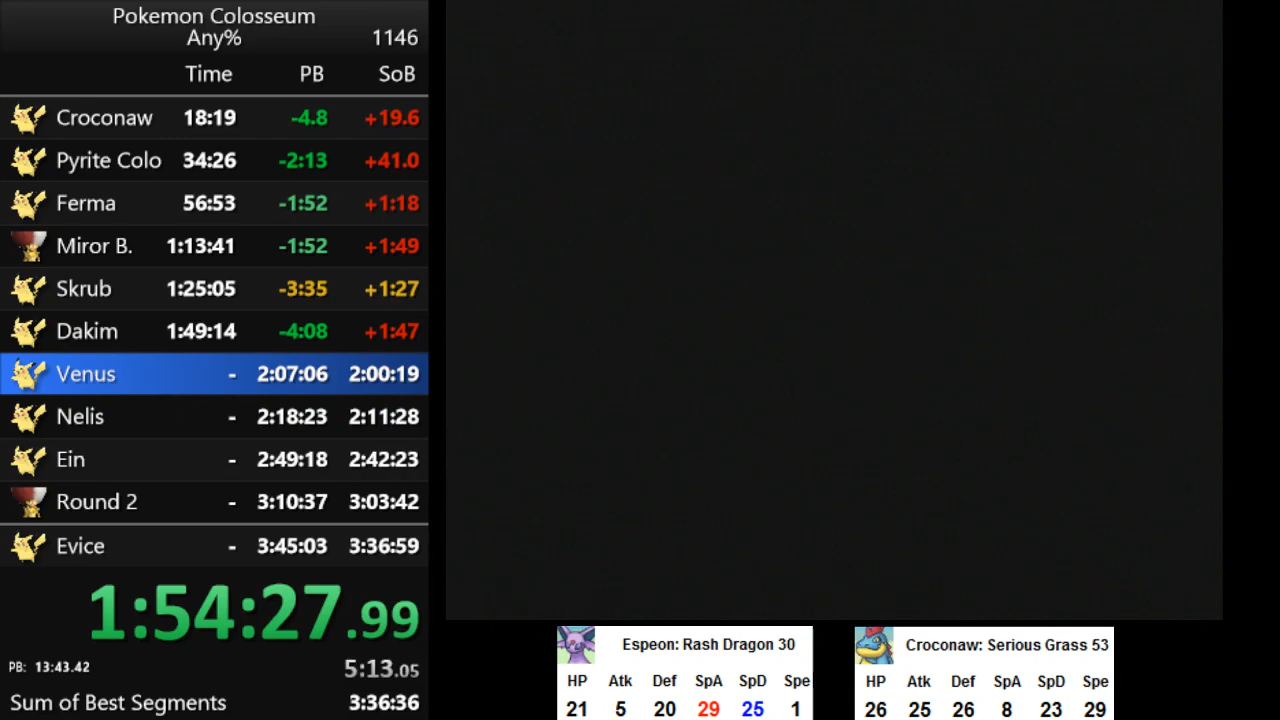 Pokemon Colosseum
Any% 1146
Time PB SoB
Croconaw 18:19 -4.8 +19.6
Pyrite Colo 34:26 -2:13 +41.0
Ferma 56:53 -1:52 +1:18
Miror B. 1:13:41 -1:52 +1:49
Skrub 1:25:05 -3:35 +1:27
Dakim 1:49:14 -4:08 +1:47
Venus - 2:07:06 2:00:19
Nelis - 2:18:23 2:11:28
Ein - 2:49:18 2:42:23
Round 2 - 3:10:37 3:03:42
Evice - 3:45:03 3:36:59
1:54:27.99
PB: 13:43.42 5:13.05
Sum of Best Segments 3:36:36
Espeon: Rash Dragon 30
HP Atk Def SpA SpD Spe
21 5 20 29 25 1
Croconaw: Serious Grass 53
HP Atk Def SpA SpD Spe
26 25 26 8 23 29